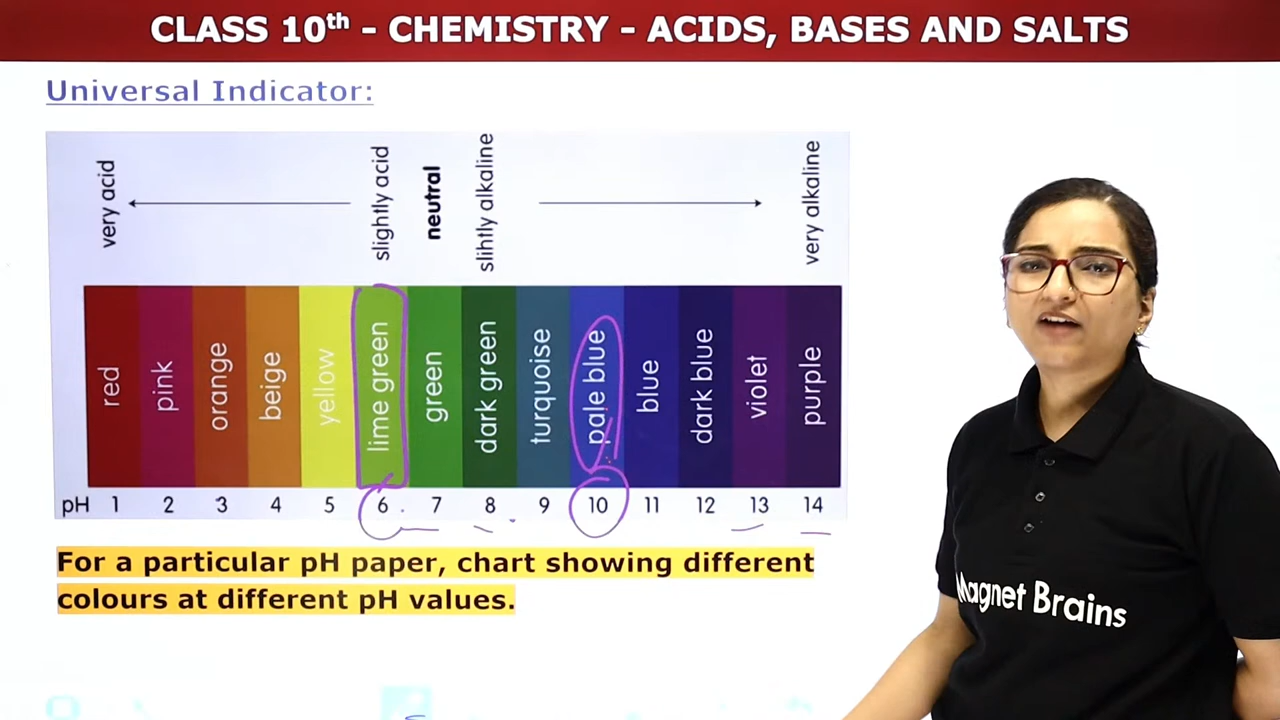 CLASS 10th - CHEMISTRY - ACIDS, BASES AND SALTS
Universal Indicator:
very acid
slightly acid
neutral
slihtly alkaline
very alkaline
red
pink
orange
beige
yellow
lime green
green
dark green
turquoise
pale blue
blue
dark blue
violet
purple
pH 1 2 3 4 5 6 7 8 9 10 11 12 13 14
For a particular pH paper, chart showing different
colours at different pH values.
Magnet Brains